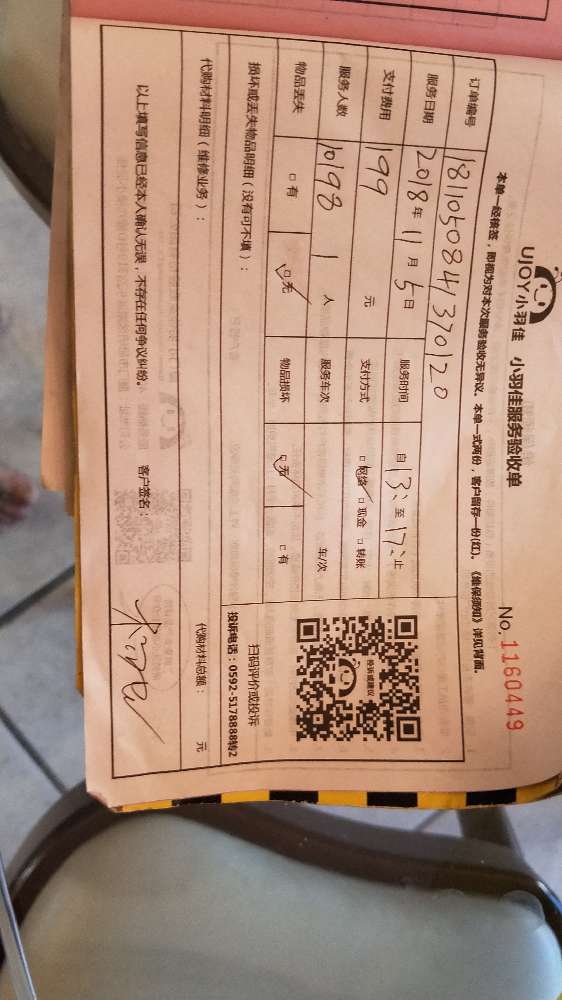 UJOY小羽佳 小羽佳服务验收单
No. 1160449
本单一经核签，即视为对本次服务验收无异议。本单一式两份，客户留存一份(红)。《维保须知》详见背面。
订单编号 1811050841370120
服务日期 2018年11月5日 服务时间 自13:至17:止
支付费用 199 元 支付方式 □网络 □现金 □转账
服务人数 10198 1 人 服务车次 车/次
物品丢失 □有 □无 物品损坏 □无 □有
投诉或建议
扫码评价或投诉
投诉电话：0592-5178888转2
损坏或丢失物品明细（没有可不填）：
代购材料明细（维修业务）： 代购材料总额： 元
以上填写信息已经本人确认无误，不存在任何争议纠纷。 客户签名：